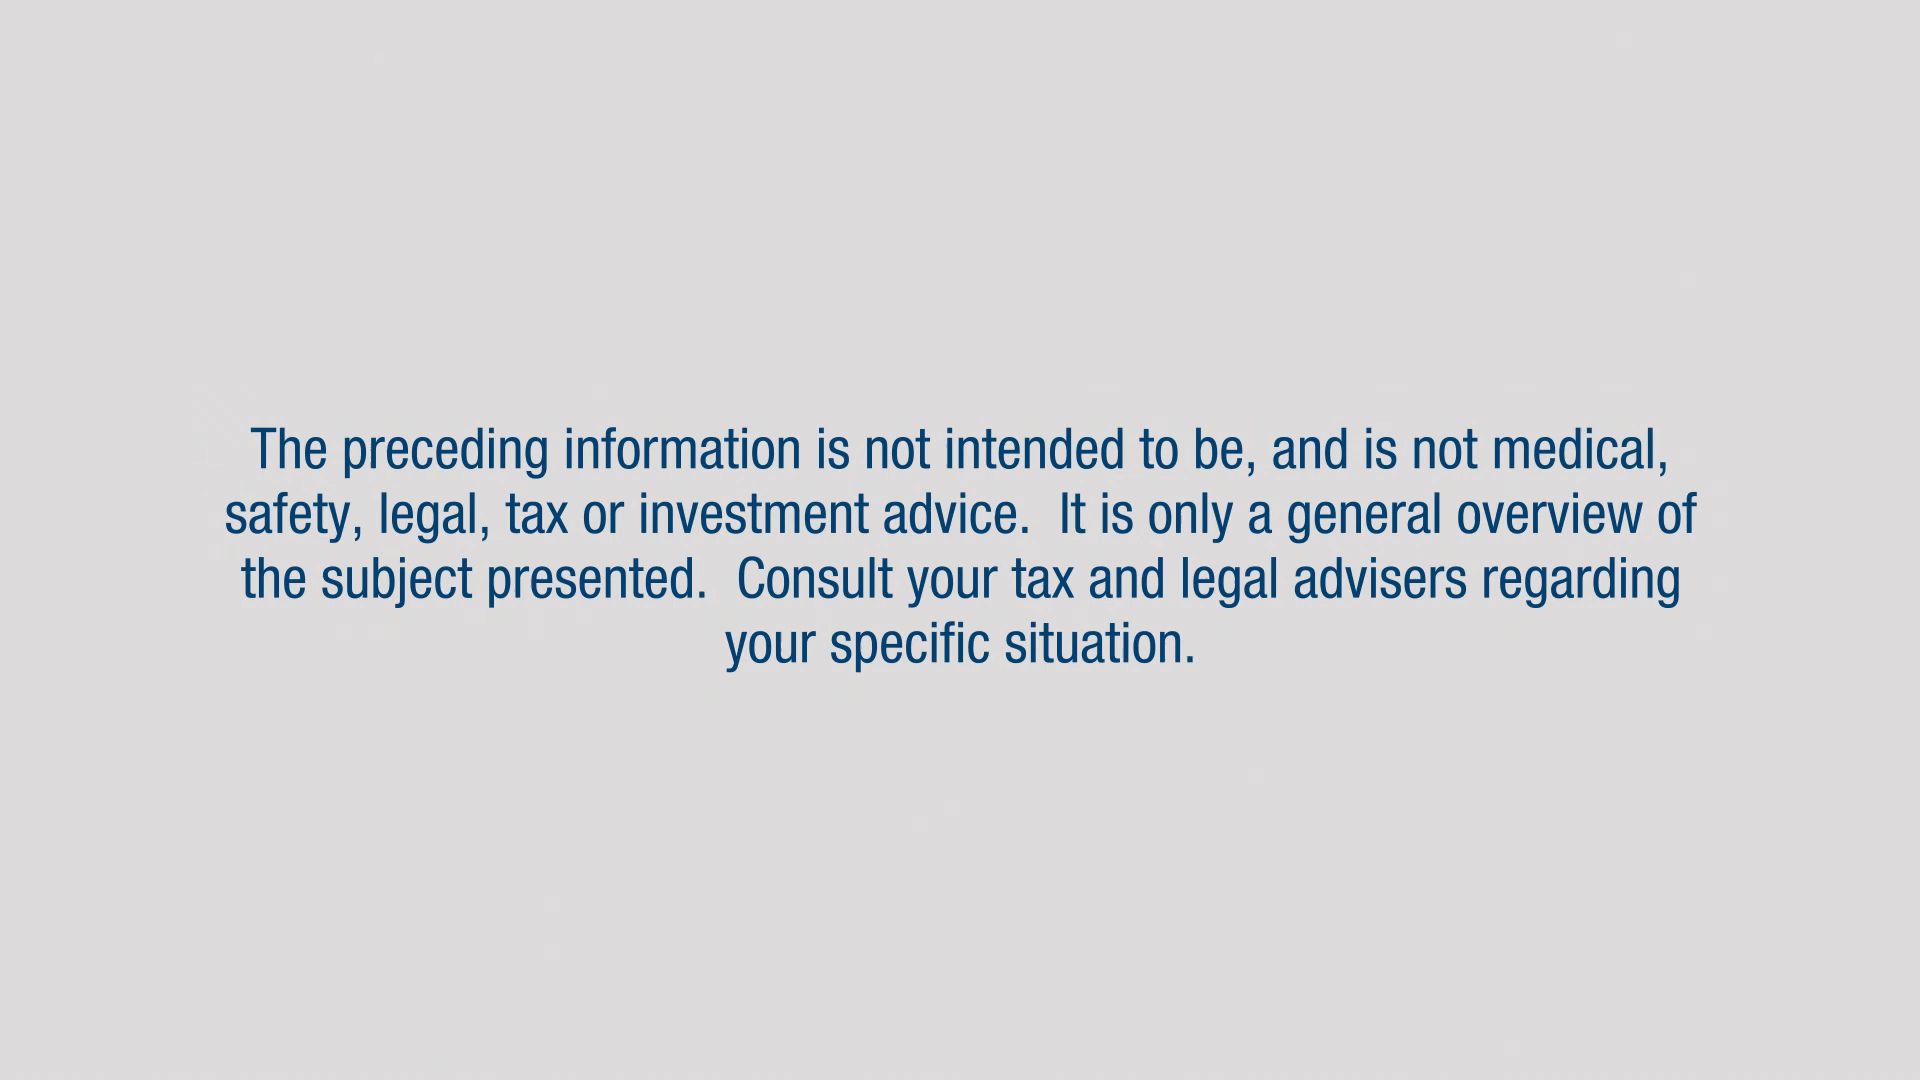 The preceding information is not intended to be, and is not medical,
safety, legal, tax or investment advice.  It is only a general overview of
the subject presented.  Consult your tax and legal advisers regarding
your specific situation.